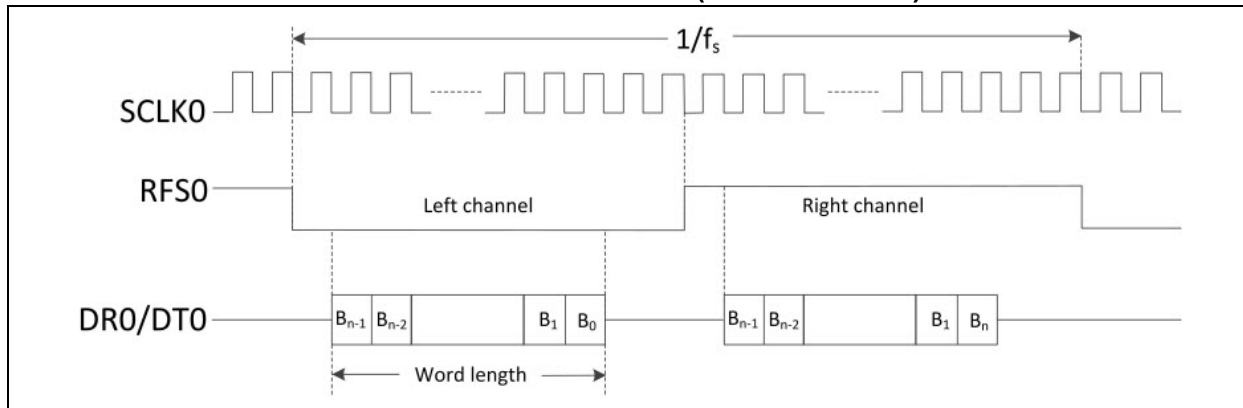 1/fs
SCLK0
RFS0
Left channel
Right channel
DR0/DT0
Bn-1 Bn-2 B1 B0 Bn-1 Bn-2 B1 Bn
Word length